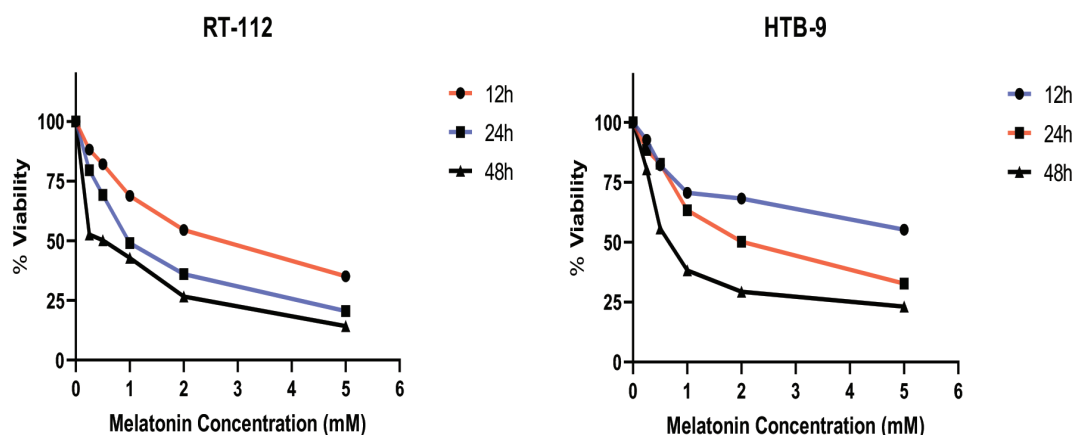 RT-112
12h
24h
48h
100
75
50
25
0
% Viability
0 1 2 3 4 5 6
Melatonin Concentration (mM)
HTB-9
12h
24h
48h
100
75
50
25
0
% Viability
0 1 2 3 4 5 6
Melatonin Concentration (mM)